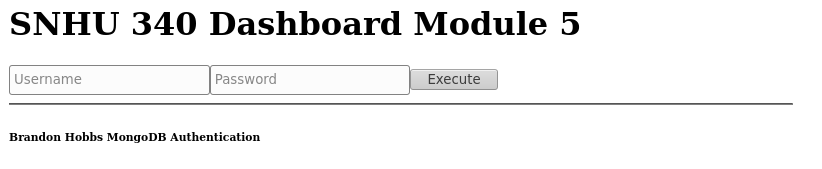 SNHU 340 Dashboard Module 5
Username Password Execute
Brandon Hobbs MongoDB Authentication